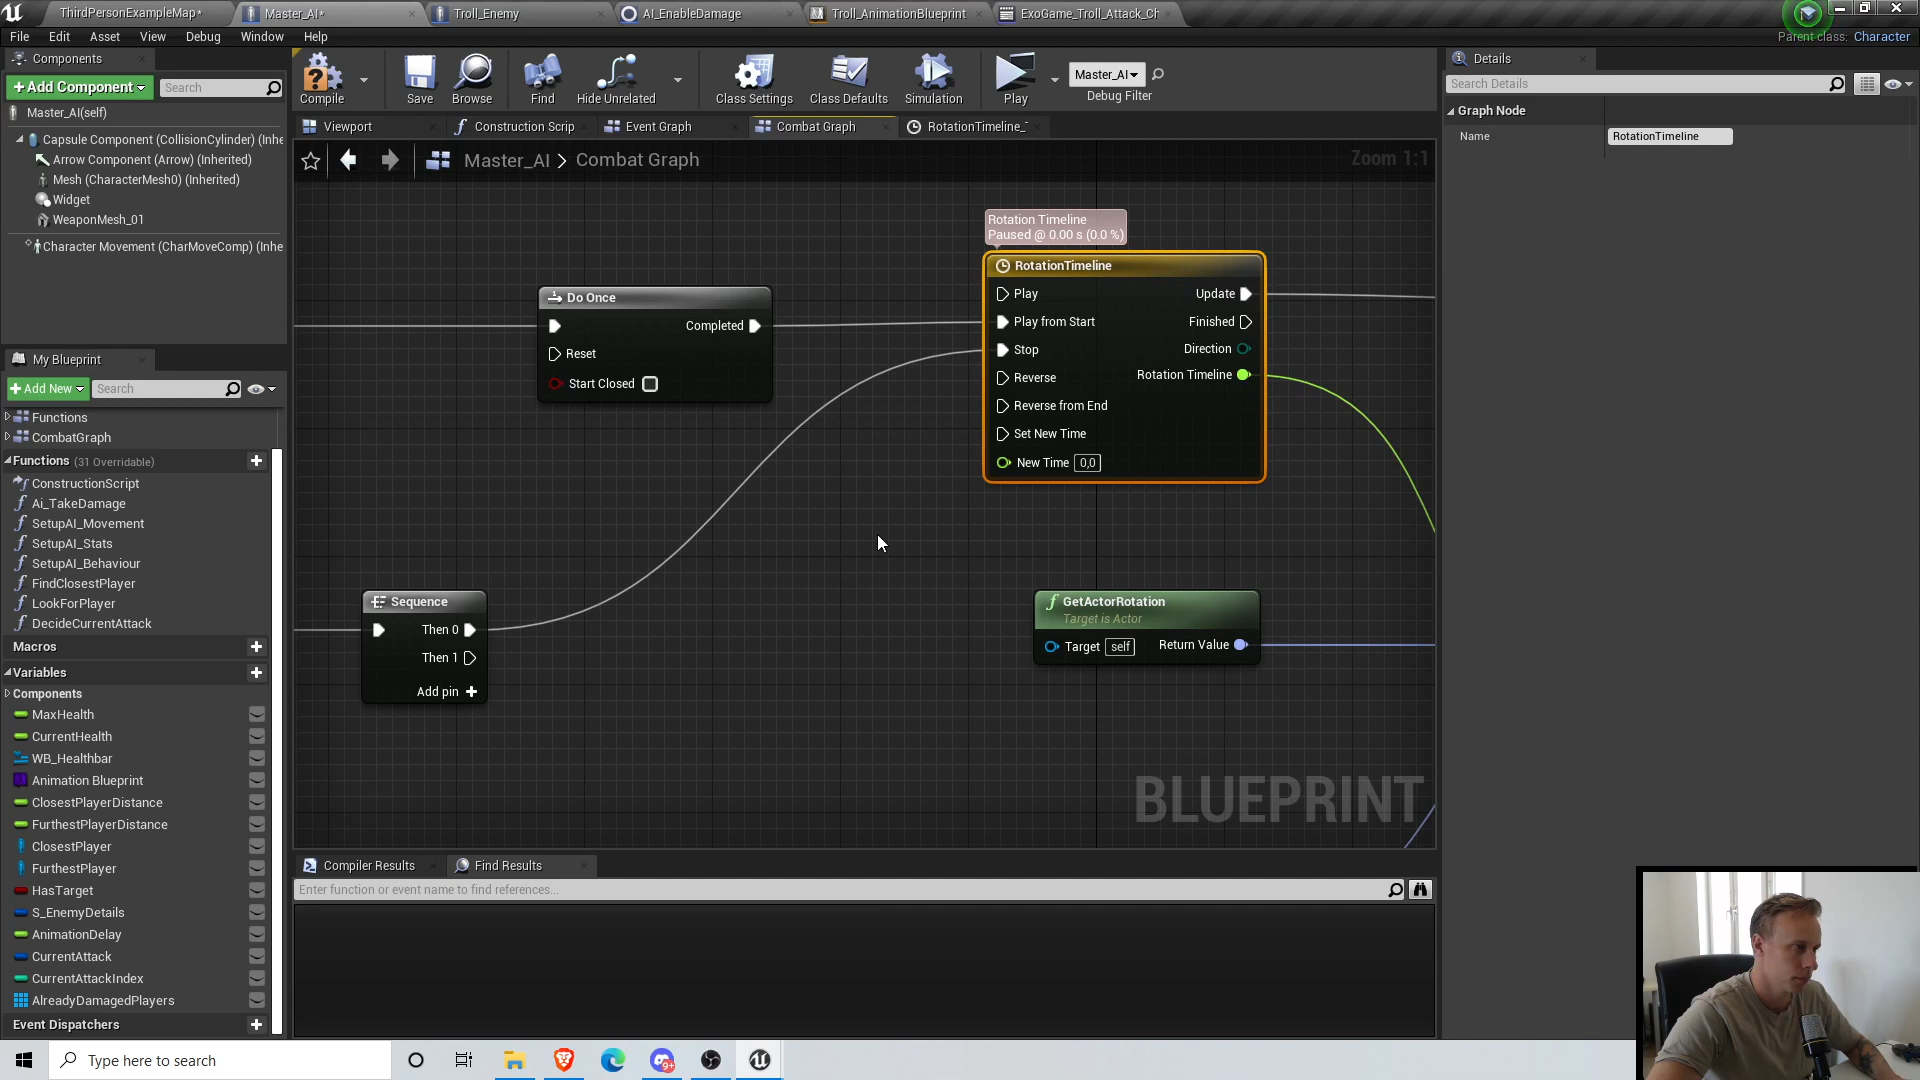 ThirdPersonExampleMap*
Master_AI*
Troll_Enemy
AI_EnableDamage
Troll_AnimationBlueprint
ExoGame_Troll_Attack_Ch
File Edit Asset View Debug Window Help
Parent class: Character
Components
+Add Component
Search
Master_AI(self)
Capsule Component (CollisionCylinder) (Inhe
Arrow Component (Arrow) (Inherited)
Mesh (CharacterMesh0) (Inherited)
Widget
WeaponMesh_01
Character Movement (CharMoveComp) (Inhe
My Blueprint
+Add New
Search
Functions
CombatGraph
Functions (31 Overridable)
ConstructionScript
Ai_TakeDamage
SetupAI_Movement
SetupAI_Stats
SetupAI_Behaviour
FindClosestPlayer
LookForPlayer
DecideCurrentAttack
Macros
Variables
Components
MaxHealth
CurrentHealth
WB_Healthbar
Animation Blueprint
ClosestPlayerDistance
FurthestPlayerDistance
ClosestPlayer
FurthestPlayer
HasTarget
S_EnemyDetails
AnimationDelay
CurrentAttack
CurrentAttackIndex
AlreadyDamagedPlayers
Event Dispatchers
Compile
Save
Browse
Find
Hide Unrelated
Class Settings
Class Defaults
Simulation
Play
Master_AI
Debug Filter
Viewport
Construction Scrip
Event Graph
Combat Graph
RotationTimeline_
Master_AI > Combat Graph
Zoom 1:1
Rotation Timeline
Paused @ 0.00 s (0.0 %)
RotationTimeline
Play
Update
Play from Start
Finished
Stop
Direction
Reverse
Rotation Timeline
Reverse from End
Set New Time
New Time 0,0
Do Once
Completed
Reset
Start Closed
Sequence
Then 0
Then 1
Add pin +
GetActorRotation
Target is Actor
Target self
Return Value
BLUEPRINT
Compiler Results
Find Results
Enter function or event name to find references...
Details
Search Details
Graph Node
Name
RotationTimeline
Type here to search
9+